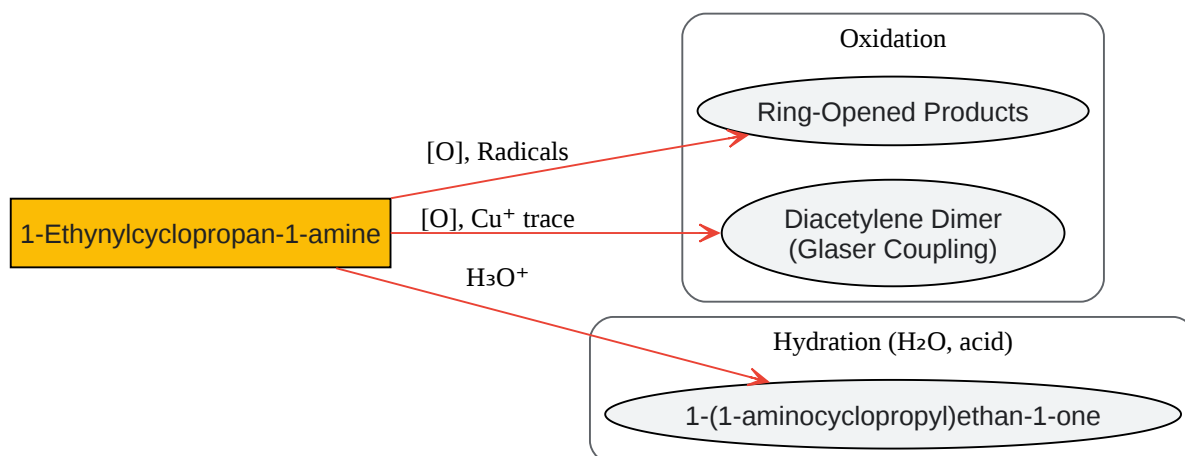 Oxidation
Ring-Opened Products
[O], Radicals
Diacetylene Dimer
(Glaser Coupling)
[O], Cu⁺ trace
1-Ethynylcyclopropan-1-amine
H₃O⁺
Hydration (H₂O, acid)
1-(1-aminocyclopropyl)ethan-1-one